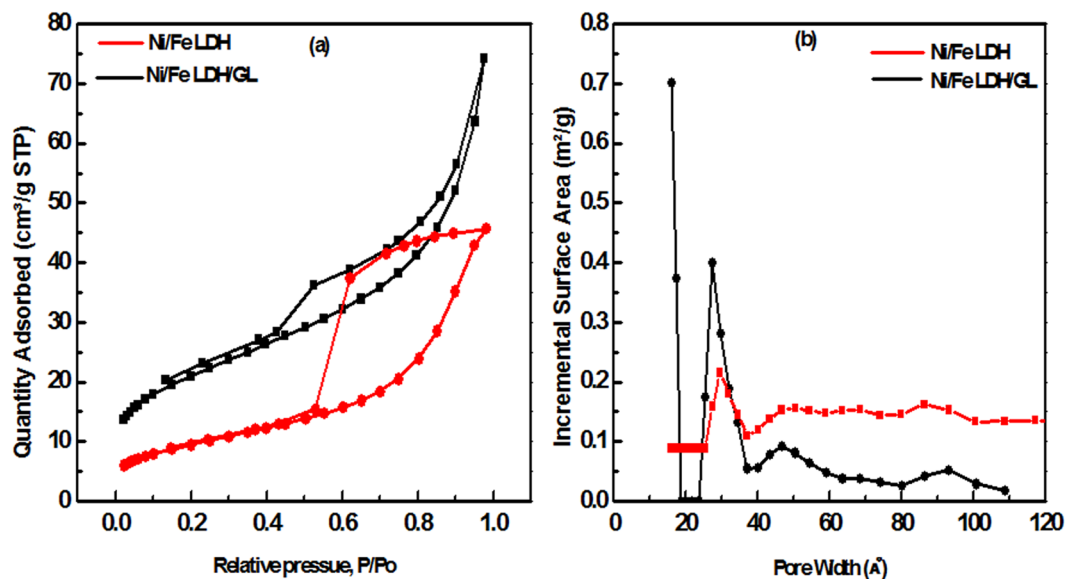 (a)
Ni/Fe LDH
Ni/Fe LDH/GL
Quantity Adsorbed (cm³/g STP)
80
70
60
50
40
30
20
10
0
0.0 0.2 0.4 0.6 0.8 1.0
Relative pressue, P/Po
(b)
Ni/Fe LDH
Ni/Fe LDH/GL
Incremental Surface Area (m²/g)
0.8
0.7
0.6
0.5
0.4
0.3
0.2
0.1
0.0
0 20 40 60 80 100 120
Pore Width (A°)